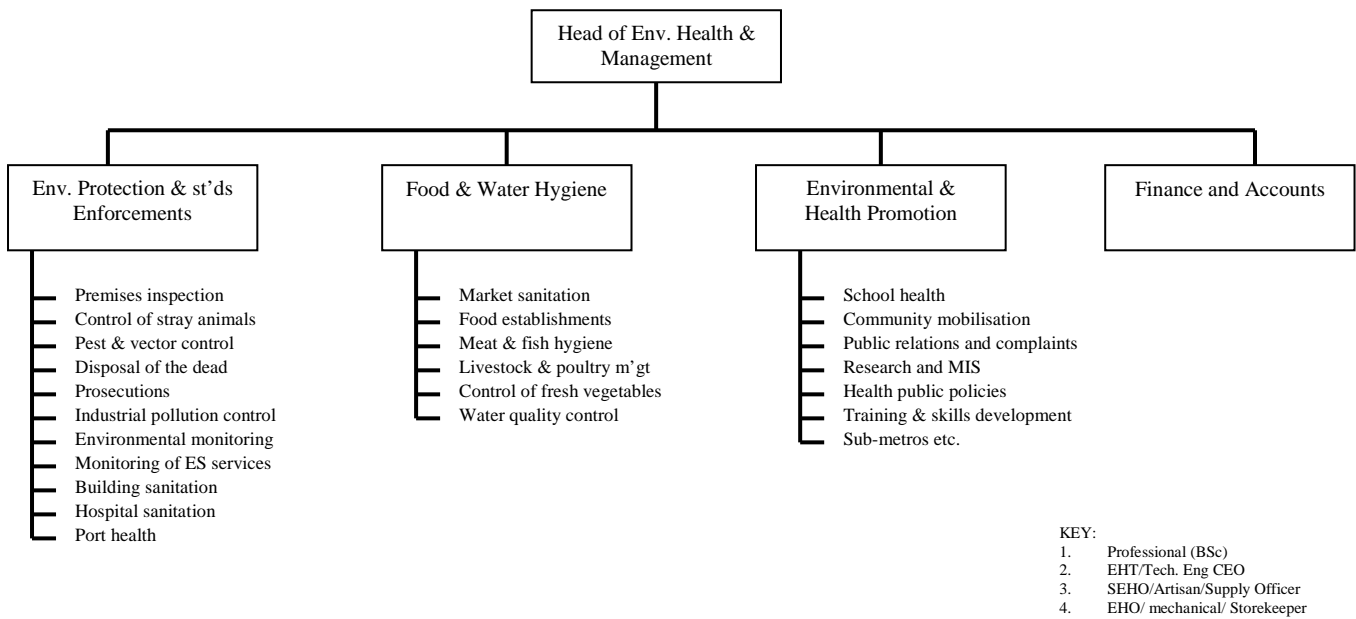 Head of Env. Health &
Management
Env. Protection & st’ds
Enforcements
Premises inspection
Control of stray animals
Pest & vector control
Disposal of the dead
Prosecutions
Industrial pollution control
Environmental monitoring
Monitoring of ES services
Building sanitation
Hospital sanitation
Port health
Food & Water Hygiene
Market sanitation
Food establishments
Meat & fish hygiene
Livestock & poultry m’gt
Control of fresh vegetables
Water quality control
Environmental &
Health Promotion
School health
Community mobilisation
Public relations and complaints
Research and MIS
Health public policies
Training & skills development
Sub-metros etc.
Finance and Accounts
KEY:
1. Professional (BSc)
2. EHT/Tech. Eng CEO
3. SEHO/Artisan/Supply Officer
4. EHO/ mechanical/ Storekeeper